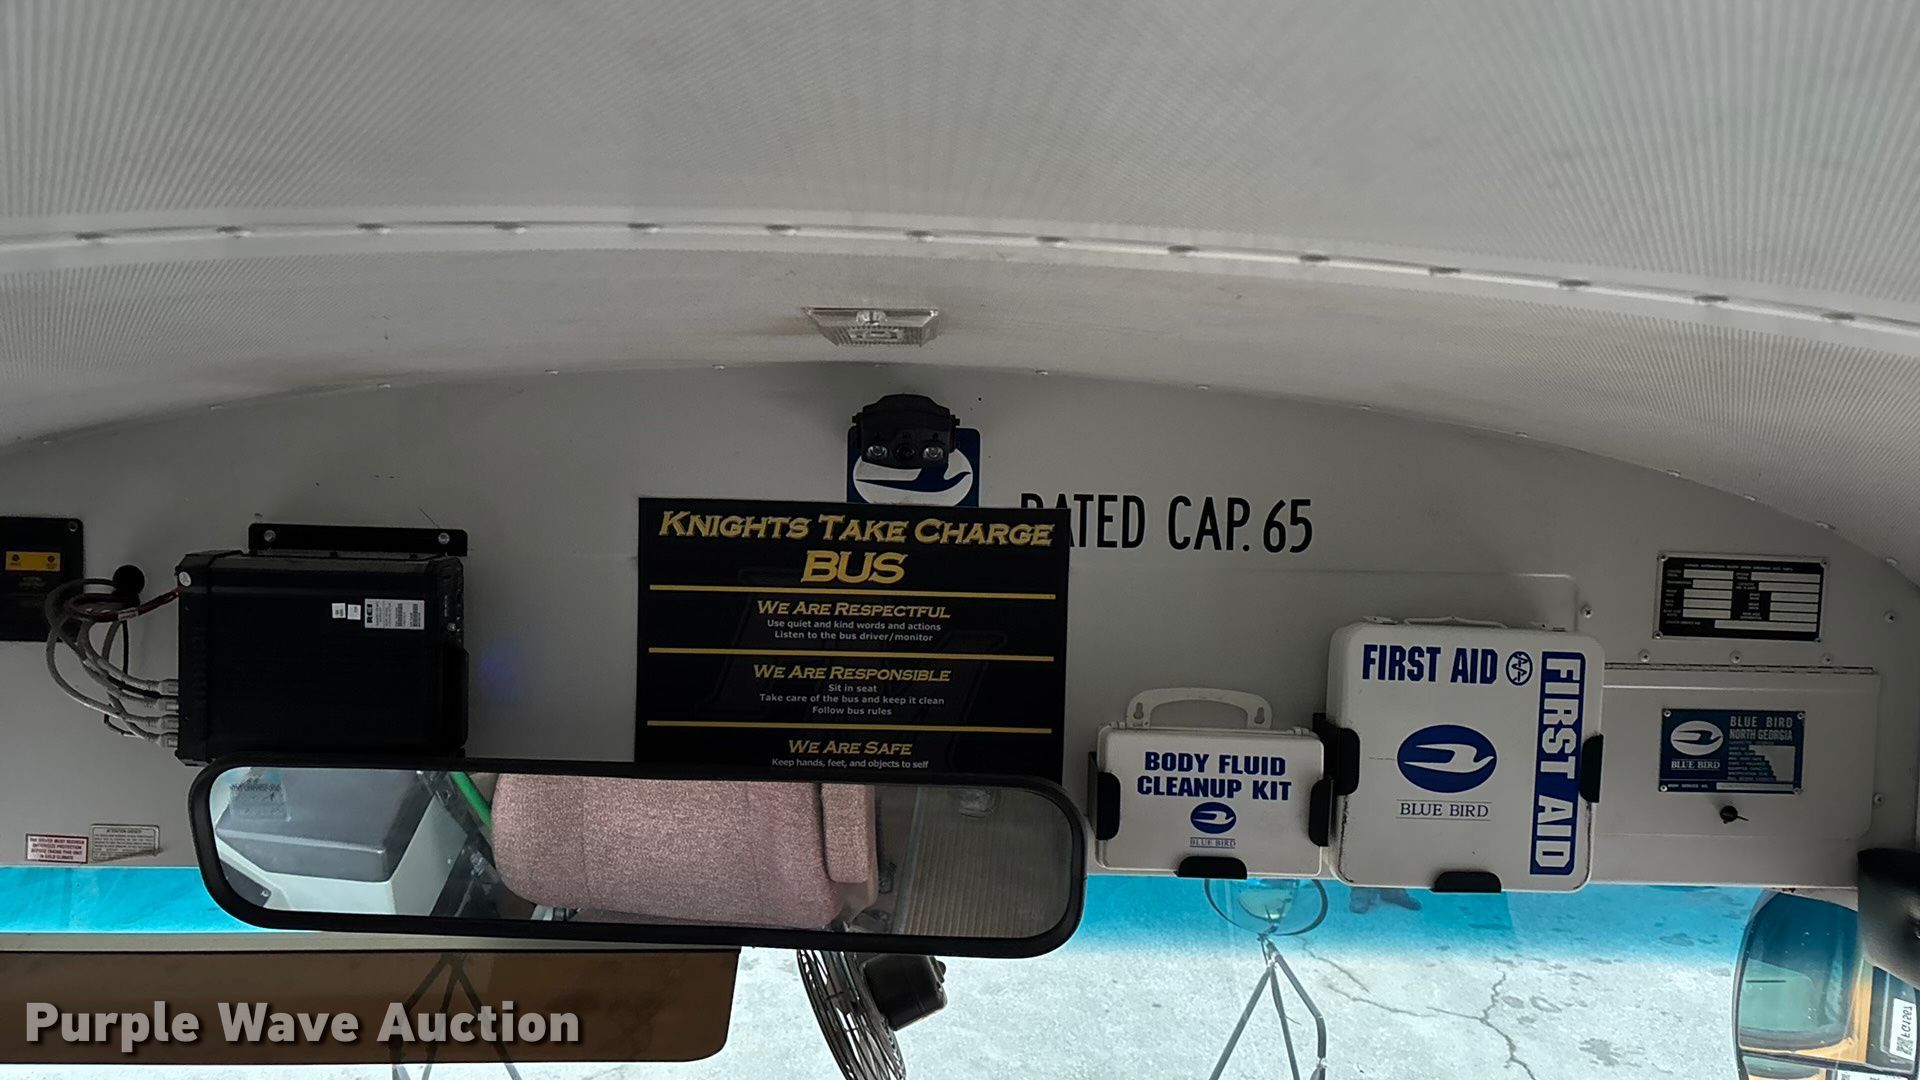 RATED CAP. 65
KNIGHTS TAKE CHARGE
BUS
WE ARE RESPECTFUL
Use quiet and kind words and actions
Listen to the bus driver/monitor
WE ARE RESPONSIBLE
Sit in seat
Take care of the bus and keep it clean
Follow bus rules
WE ARE SAFE
Keep hands, feet, and objects to self
REI
BODY FLUID
CLEANUP KIT
BLUE BIRD
FIRST AID
FIRST AID
BLUE BIRD
BLUE BIRD
NORTH GEORGIA
BLUE BIRD
Purple Wave Auction